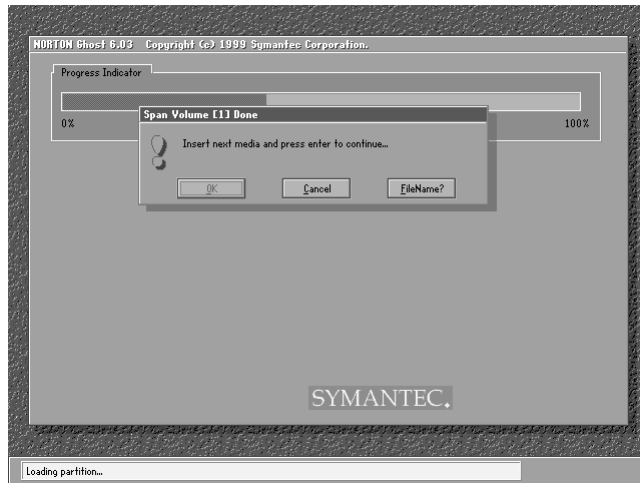 NORTON Ghost 6.03   Copyright (c) 1999 Symantec Corporation.
Progress Indicator
0%
100%
Span Volume [1] Done
Insert next media and press enter to continue...
OK
Cancel
FileName?
SYMANTEC.
Loading partition...